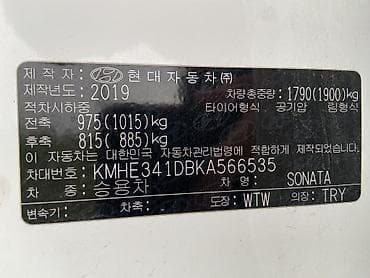 제 작 자 : 현대자동차㈜
제작년도 : 2019 차량총중량 : 1790(1900)kg
적차시하중 타이어형식 공기압 림형식
전축 975(1015)kg
후축 815( 885)kg
이 자동차는 대한민국 자동차관리법령에 적합하게 제작되었음.
차대번호 : KMHE341DBKA566535
차 종 : 승용차 차 명 : SONATA
변속기 : 차축 : 도장 : WTW 의장 : TRY